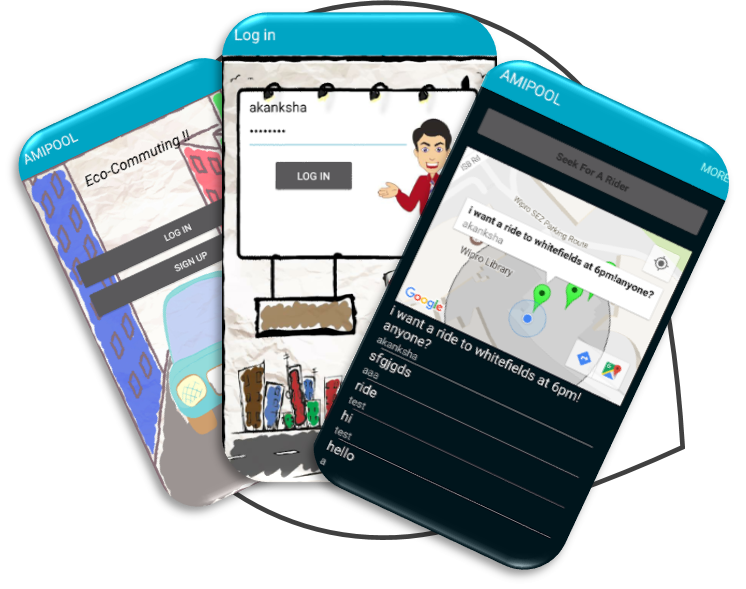 AMIPOOL
Eco-Commuting !!
LOG IN
SIGN UP
Log in
akanksha
••••••••
LOG IN
AMIPOOL
MORE
Seek For A Rider
ISB Rd
Wipro SEZ Parking Route
i want a ride to whitefields at 6pm!anyone?
akanksha
Wipro Library
Google
i want a ride to whitefields at 6pm!
anyone?
akanksha
sfgjgds
aaa
ride
test
hi
test
hello
a